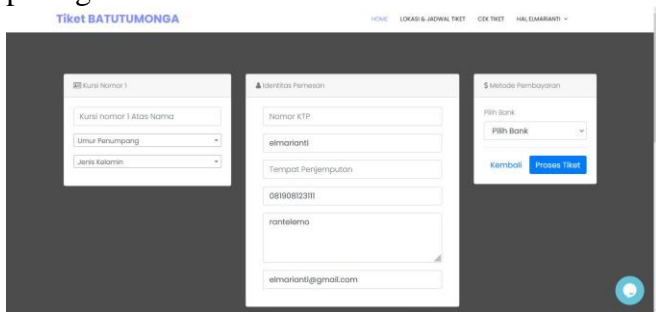 Tiket BATUTUMONGA
HOME LOKASI & JADWAL TIKET CEK TIKET HAI, ELMARIANTI
Kursi Nomor 1
Kursi nomor 1 Atas Nama
Umur Penumpang
Jenis Kelamin
Identitas Pemesan
Nomor KTP
elmarianti
Tempat Penjemputan
081908123111
rantelemo
elmarianti@gmail.com
$ Metode Pembayaran
Pilih Bank
Pilih Bank
Kembali Proses Tiket